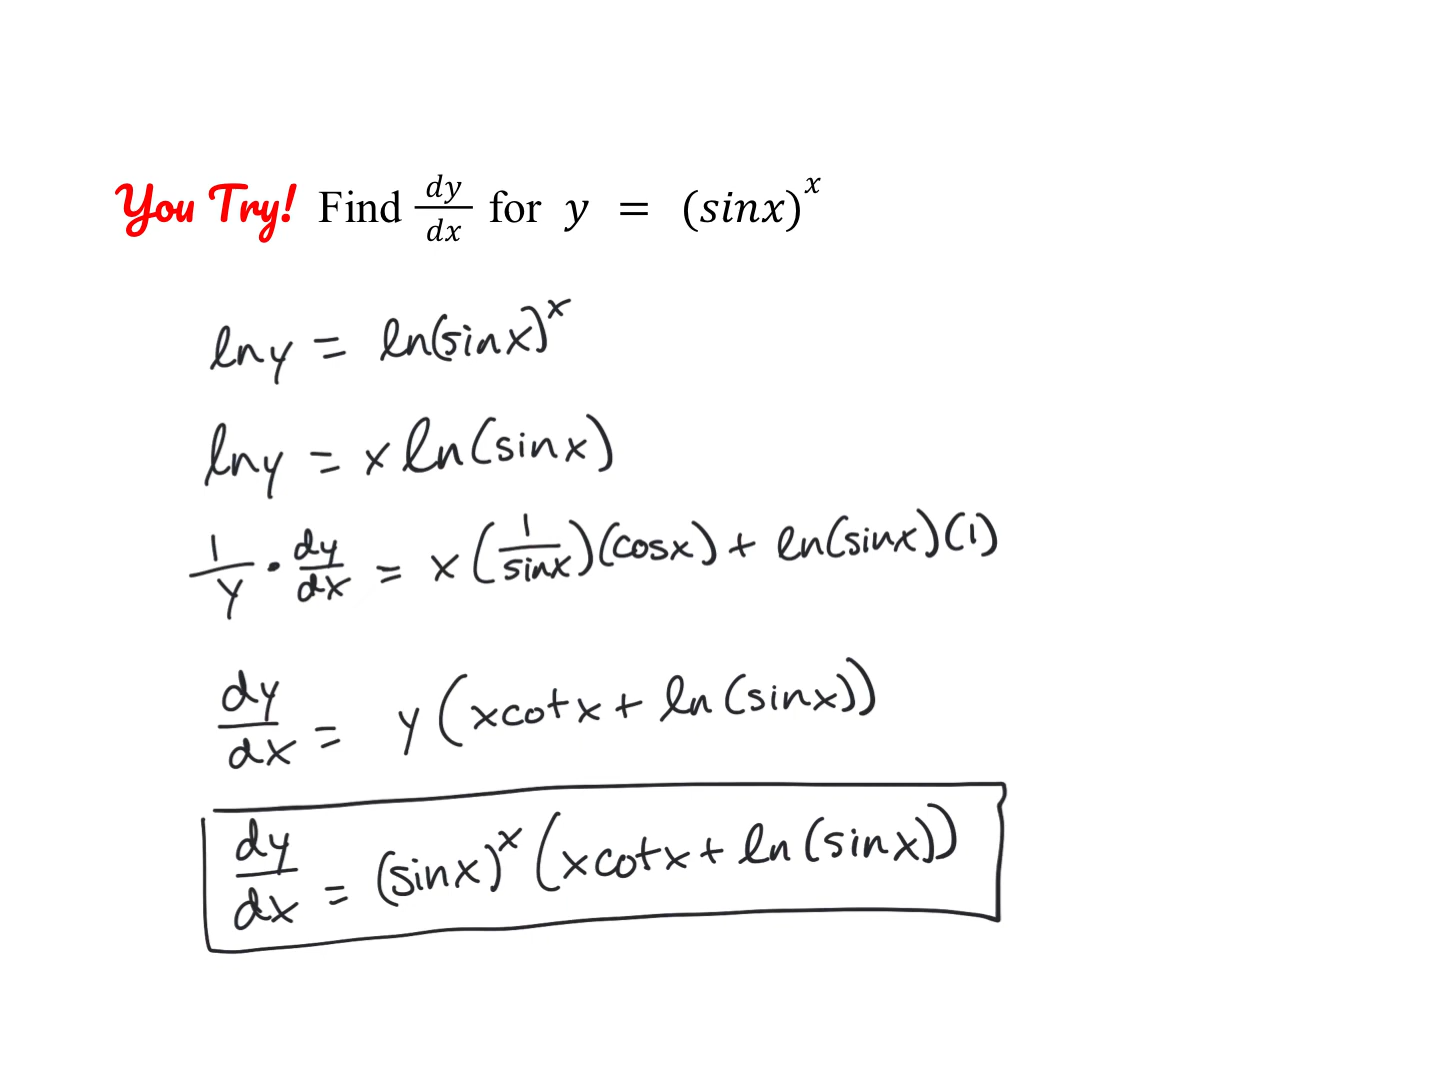 You Try! Find dy/dx for y = (sinx)^x
lny = ln(sinx)^x
lny = x ln(sinx)
1/y · dy/dx = x(1/sinx)(cosx) + ln(sinx)(1)
dy/dx = y(xcotx + ln(sinx))
dy/dx = (sinx)^x (xcotx + ln(sinx))